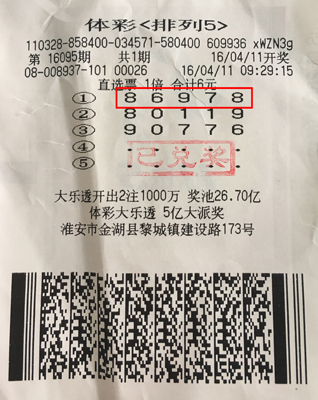 体彩<排列5>
110328-858400-034571-580400 609936 xWZN3g
第 16095期 共1期 16/04/11开奖
08-008937-101 00026 16/04/11 09:29:15
直选票 1倍 合计6元
① 8 6 9 7 8
② 8 0 1 1 9
③ 9 0 7 7 6
④ . . . . .
⑤ . . . . .
已兑奖
大乐透开出2注1000万 奖池26.70亿
体彩大乐透 5亿大派奖
淮安市金湖县黎城镇建设路173号